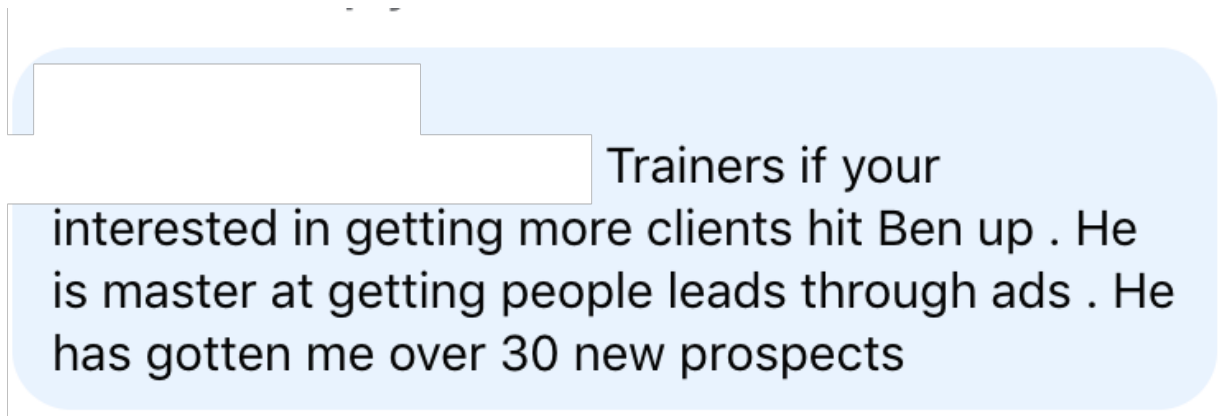 Trainers if your
interested in getting more clients hit Ben up . He
is master at getting people leads through ads . He
has gotten me over 30 new prospects